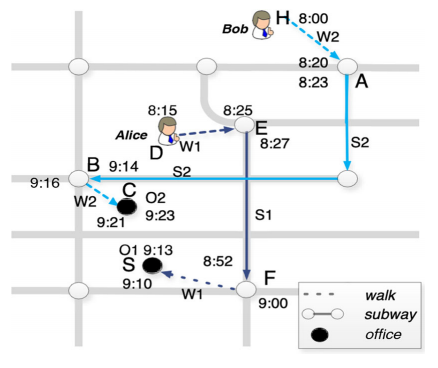 H 8:00
Bob
W2
8:20
8:23
A
8:15
8:25
Alice
E
W1
D
8:27
S2
B 9:14
S2
9:16
W2
C
O2
9:23
9:21
S1
O1 9:13
8:52
S
F
9:10
W1
9:00
walk
subway
office